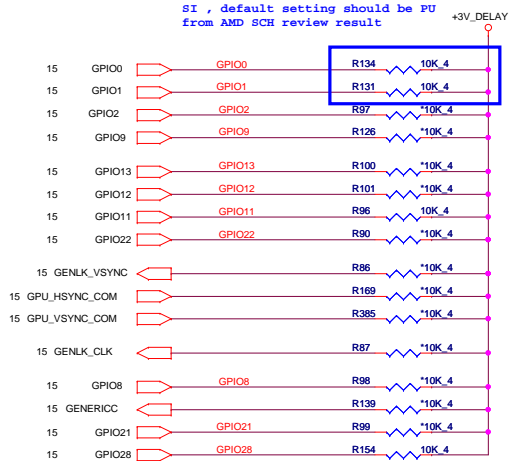 SI , default setting should be PU
from AMD SCH review result
+3V_DELAY
15 GPIO0 GPIO0 R134 10K_4
15 GPIO1 GPIO1 R131 10K_4
15 GPIO2 GPIO2 R97 *10K_4
15 GPIO9 GPIO9 R126 *10K_4
15 GPIO13 GPIO13 R100 *10K_4
15 GPIO12 GPIO12 R101 *10K_4
15 GPIO11 GPIO11 R96 10K_4
15 GPIO22 GPIO22 R90 *10K_4
15 GENLK_VSYNC R86 *10K_4
15 GPU_HSYNC_COM R169 *10K_4
15 GPU_VSYNC_COM R385 *10K_4
15 GENLK_CLK R87 *10K_4
15 GPIO8 GPIO8 R98 *10K_4
15 GENERICC R139 *10K_4
15 GPIO21 GPIO21 R99 *10K_4
15 GPIO28 GPIO28 R154 10K_4